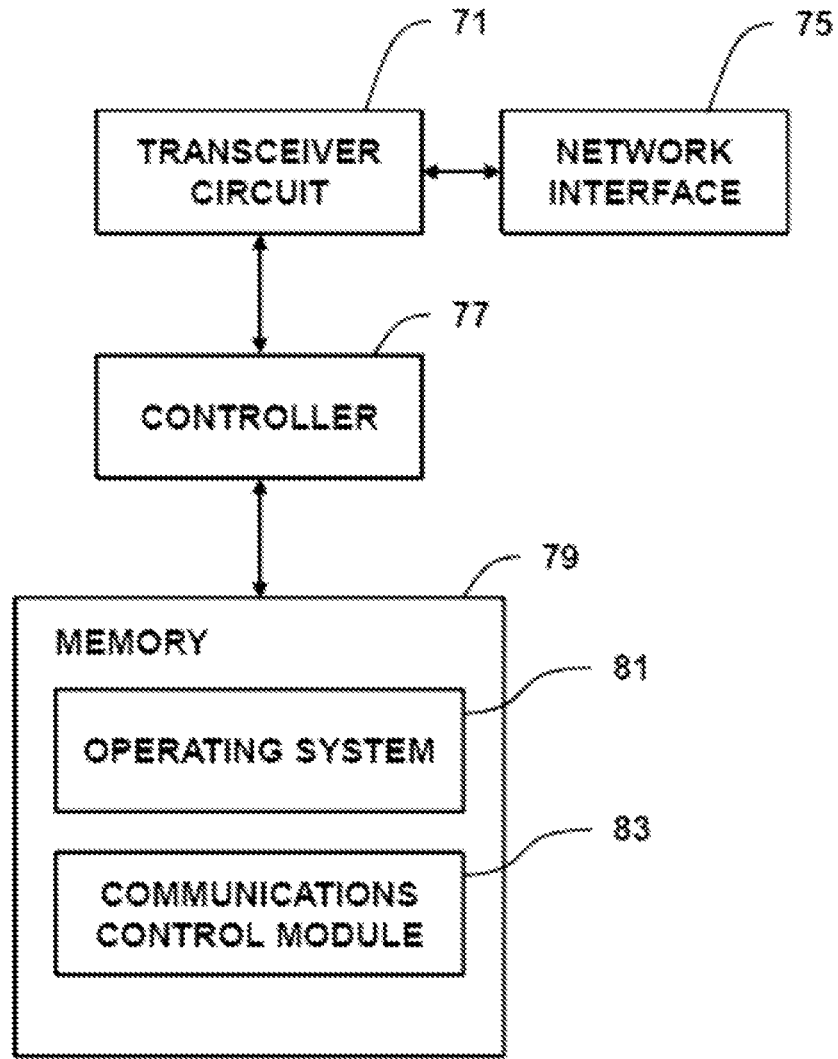 71
75
TRANSCEIVER
CIRCUIT
NETWORK
INTERFACE
77
CONTROLLER
79
MEMORY
81
OPERATING SYSTEM
83
COMMUNICATIONS
CONTROL MODULE